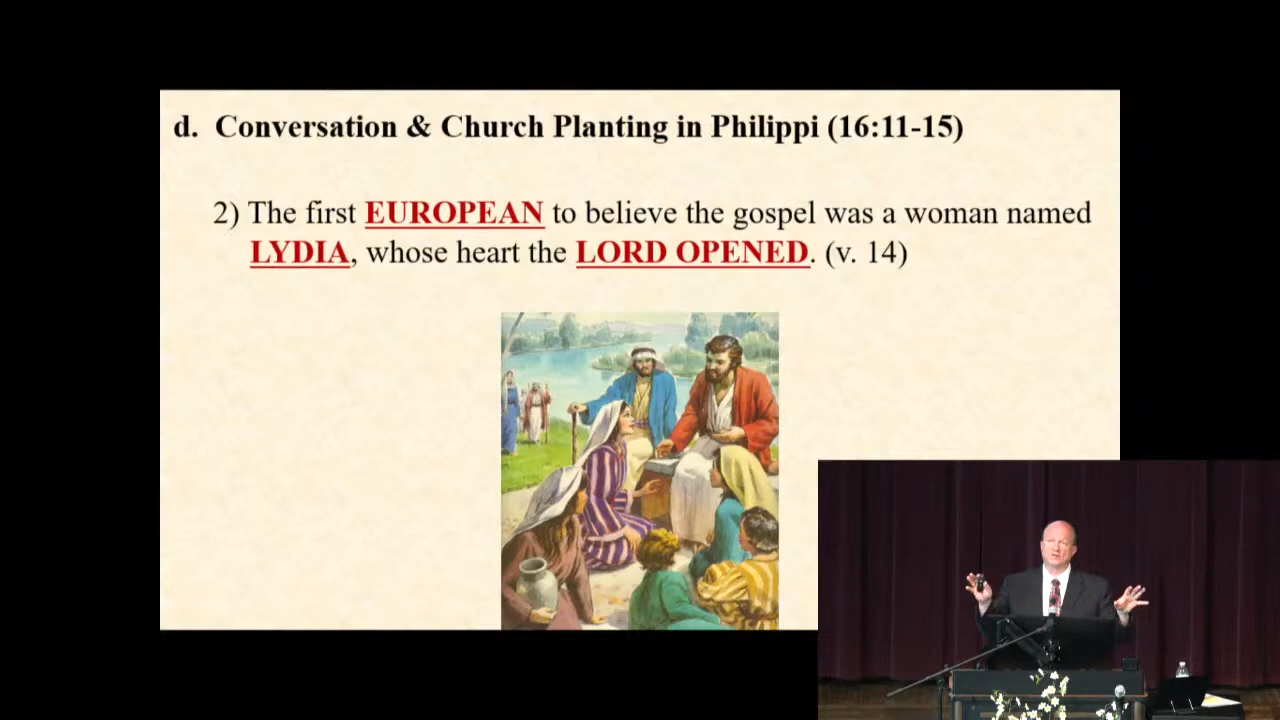 d. Conversation & Church Planting in Philippi (16:11-15)
2) The first EUROPEAN to believe the gospel was a woman named
LYDIA, whose heart the LORD OPENED. (v. 14)